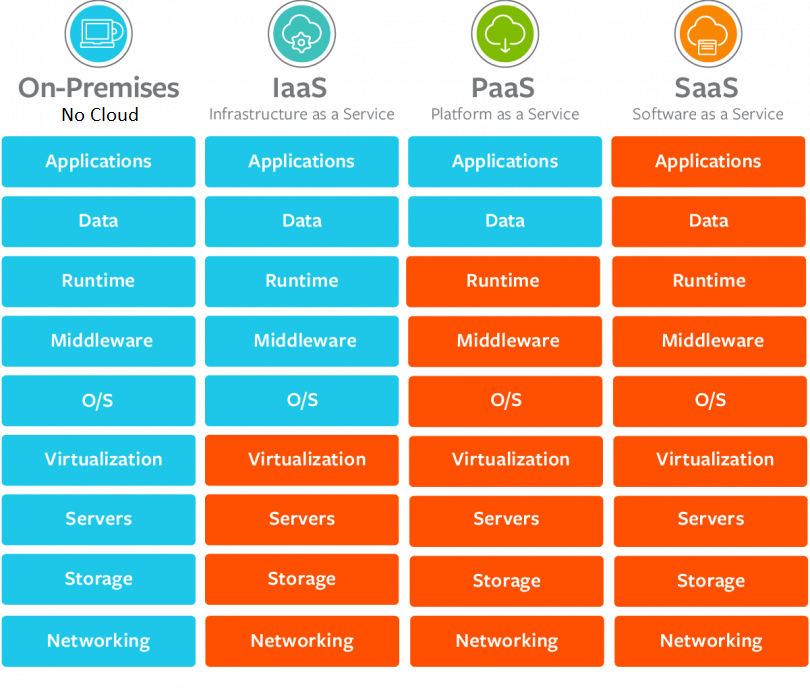 On-Premises IaaS PaaS SaaS
No Cloud Infrastructure as a Service Platform as a Service Software as a Service
Applications Applications Applications Applications
Data Data Data Data
Runtime Runtime Runtime Runtime
Middleware Middleware Middleware Middleware
O/S O/S O/S O/S
Virtualization Virtualization Virtualization Virtualization
Servers Servers Servers Servers
Storage Storage Storage Storage
Networking Networking Networking Networking